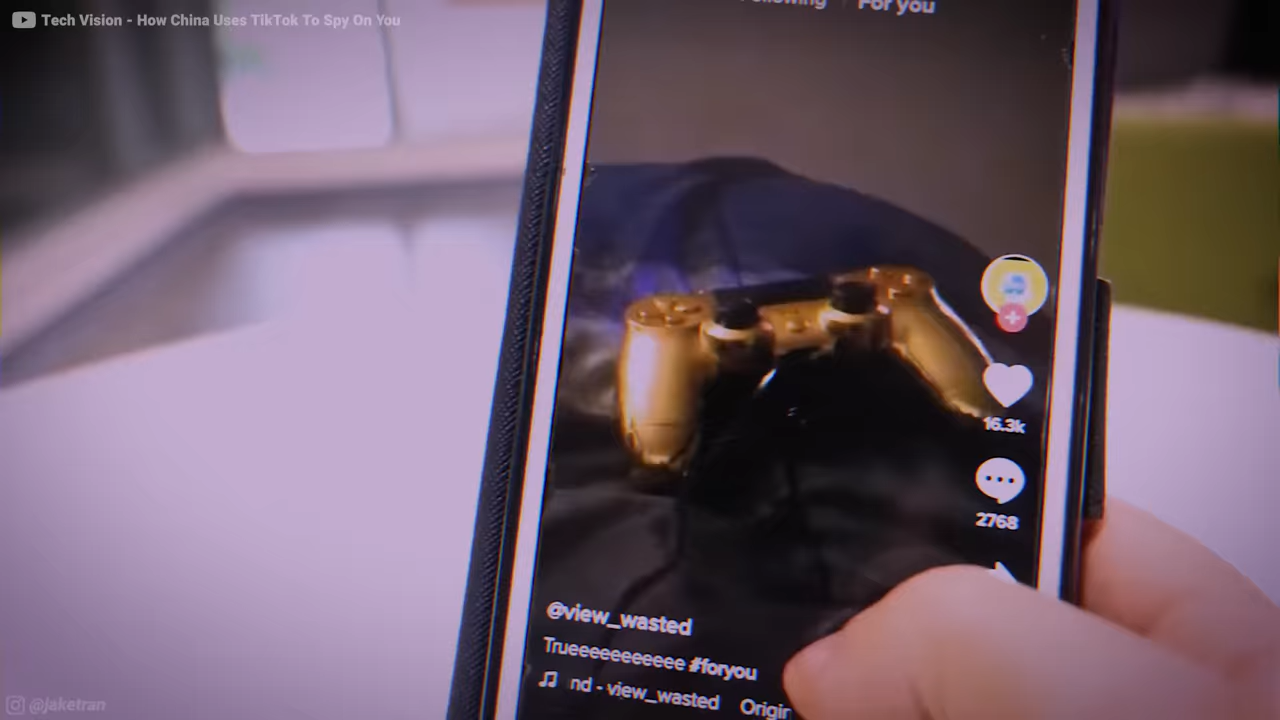 Tech Vision - How China Uses TikTok To Spy On You
For you
16.3k
2768
@view_wasted
Trueeeeeeeeeee #foryou
nd - view_wasted
@jaketran